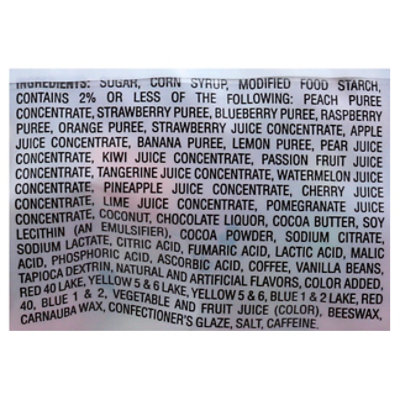 INGREDIENTS: SUGAR, CORN SYRUP, MODIFIED FOOD STARCH,
CONTAINS 2% OR LESS OF THE FOLLOWING: PEACH PUREE
CONCENTRATE, STRAWBERRY PUREE, BLUEBERRY PUREE, RASPBERRY
PUREE, ORANGE PUREE, STRAWBERRY JUICE CONCENTRATE, APPLE
JUICE CONCENTRATE, BANANA PUREE, LEMON PUREE, PEAR JUICE
CONCENTRATE, KIWI JUICE CONCENTRATE, PASSION FRUIT JUICE
CONCENTRATE, TANGERINE JUICE CONCENTRATE, WATERMELON JUICE
CONCENTRATE, PINEAPPLE JUICE CONCENTRATE, CHERRY JUICE
CONCENTRATE, LIME JUICE CONCENTRATE, POMEGRANATE JUICE
CONCENTRATE, COCONUT, CHOCOLATE LIQUOR, COCOA BUTTER, SOY
LECITHIN (AN EMULSIFIER), COCOA POWDER, SODIUM CITRATE,
SODIUM LACTATE, CITRIC ACID, FUMARIC ACID, LACTIC ACID, MALIC
ACID, PHOSPHORIC ACID, ASCORBIC ACID, COFFEE, VANILLA BEANS,
TAPIOCA DEXTRIN, NATURAL AND ARTIFICIAL FLAVORS, COLOR ADDED,
RED 40 LAKE, YELLOW 5 & 6 LAKE, YELLOW 5 & 6, BLUE 1 & 2 LAKE, RED
40, BLUE 1 & 2, VEGETABLE AND FRUIT JUICE (COLOR), BEESWAX,
CARNAUBA WAX, CONFECTIONER'S GLAZE, SALT, CAFFEINE.